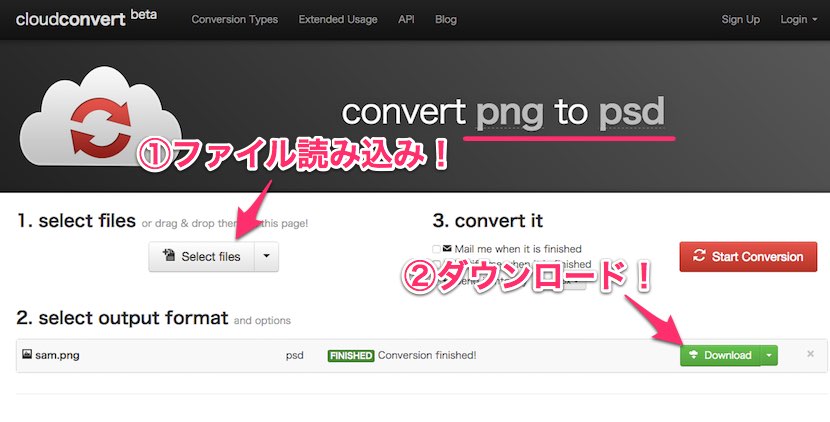 cloudconvert beta
Conversion Types Extended Usage API Blog Sign Up Login
convert png to psd
①ファイル読み込み！
1. select files or drag & drop the this page!
Select files
3. convert it
Mail me when it is finished
when finished
Start Conversion
②ダウンロード！
2. select output format and options
sam.png psd FINISHED Conversion finished! Download ×